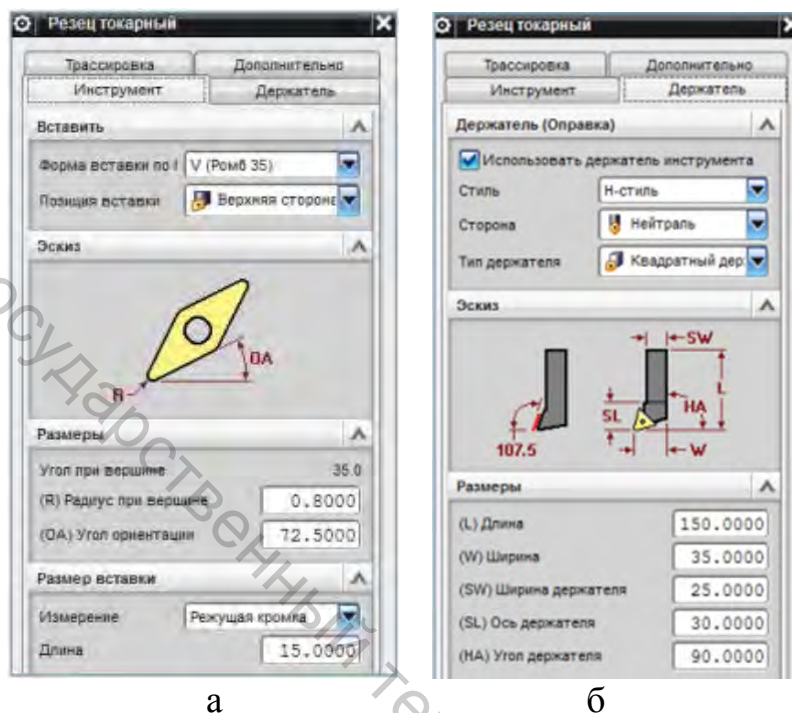 Резец токарный
Трассировка Дополнительно
Инструмент Держатель
Вставить
Форма вставки по I V (Ромб 35)
Позиция вставки Верхняя стороне
Эскиз
OA
R
Размеры
Угол при вершине 35.0
(R) Радиус при вершине 0.8000
(OA) Угол ориентации 72.5000
Размер вставки
Измерение Режущая кромка
Длина 15.0000
а
Резец токарный
Трассировка Дополнительно
Инструмент Держатель
Держатель (Оправка)
Использовать держатель инструмента
Стиль H-стиль
Сторона Нейтраль
Тип держателя Квадратный дер
Эскиз
SW
L
SL
HA
107.5
W
Размеры
(L) Длина 150.0000
(W) Ширина 35.0000
(SW) Ширина держателя 25.0000
(SL) Ось держателя 30.0000
(HA) Угол держателя 90.0000
б